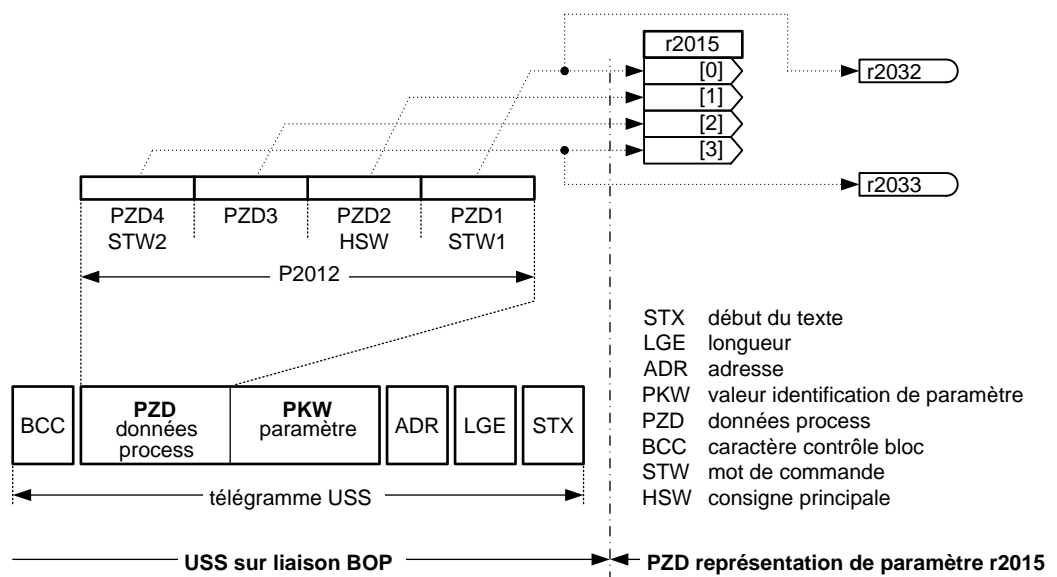 r2015
[0]
r2032
[1]
[2]
[3]
r2033
PZD4
STW2
PZD3
PZD2
HSW
PZD1
STW1
P2012
STX début du texte
LGE longueur
ADR adresse
PKW valeur identification de paramètre
PZD données process
BCC caractère contrôle bloc
STW mot de commande
HSW consigne principale
BCC
PZD
données
process
PKW
paramètre
ADR
LGE
STX
télégramme USS
USS sur liaison BOP
PZD représentation de paramètre r2015